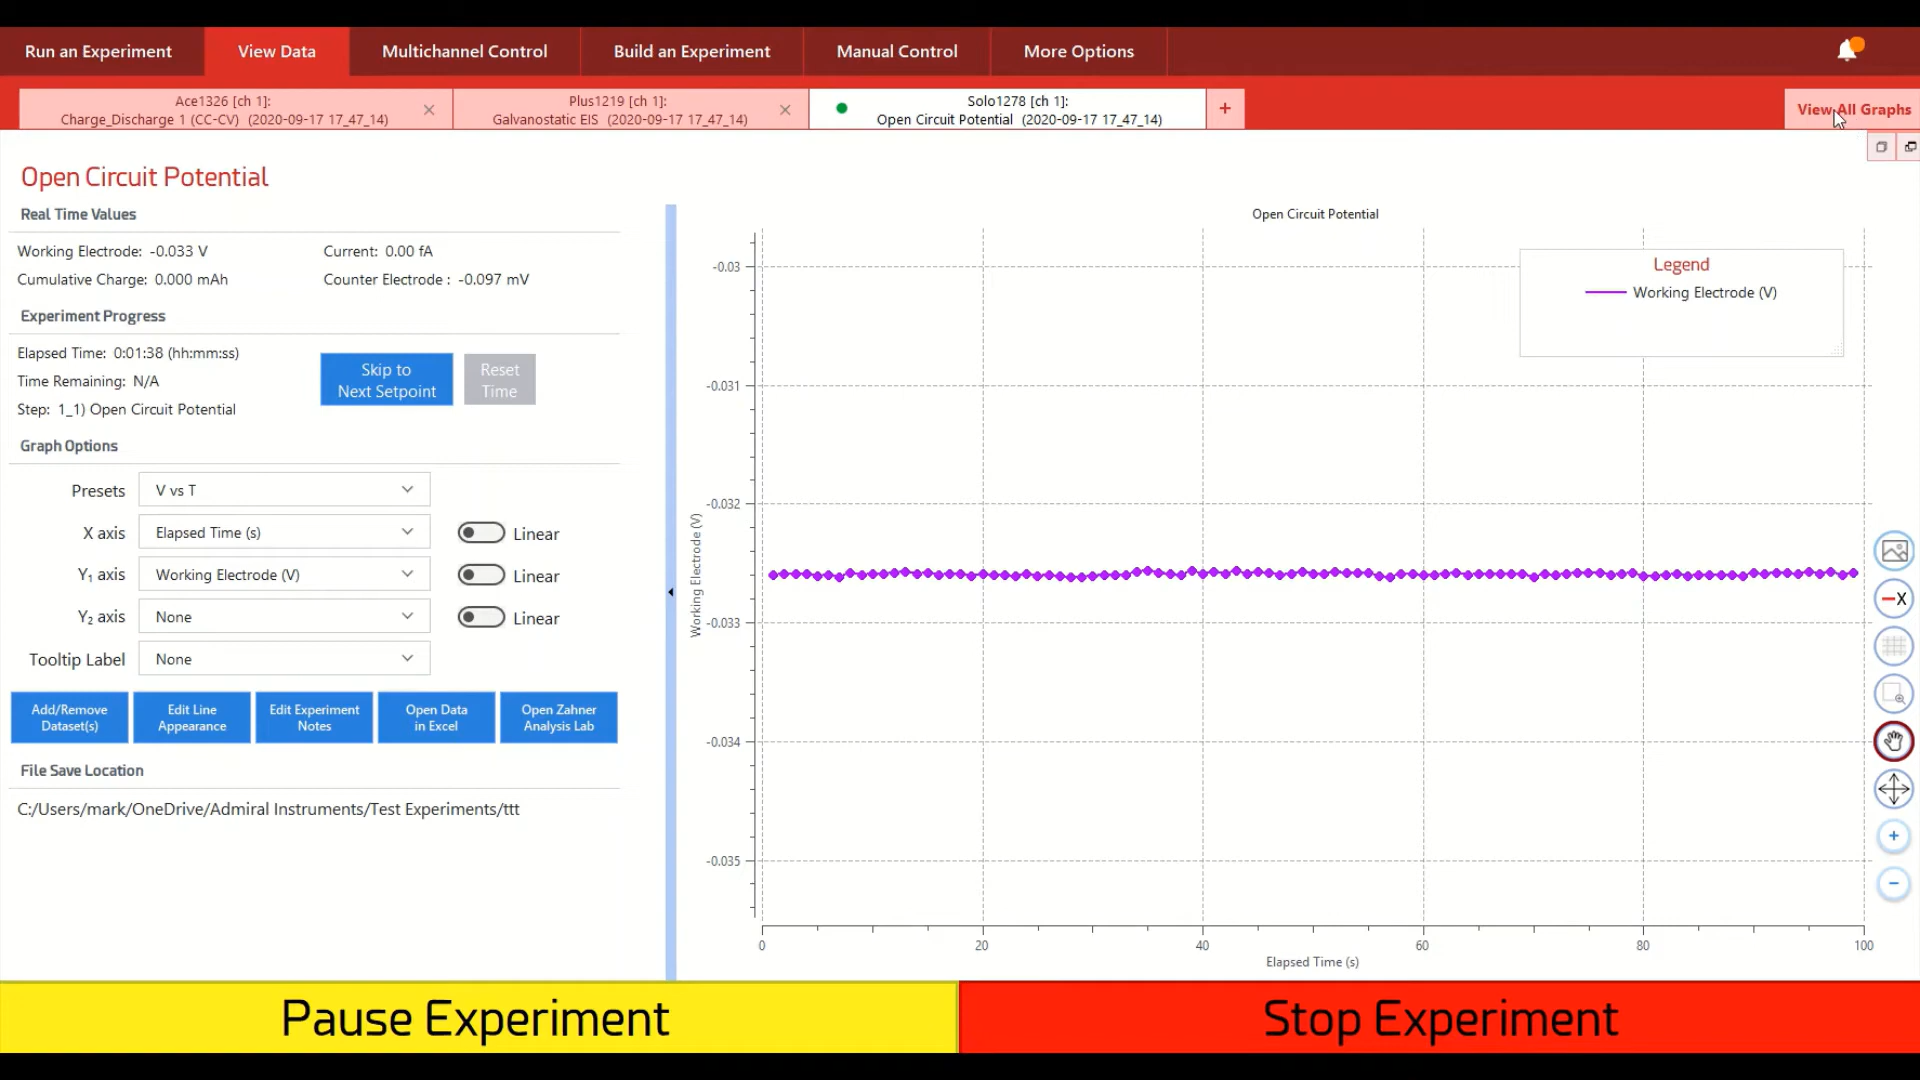 Run an Experiment
View Data
Multichannel Control
Build an Experiment
Manual Control
More Options
Ace1326 [ch 1]:
Charge_Discharge 1 (CC-CV)  (2020-09-17 17_47_14)
Plus1219 [ch 1]:
Galvanostatic EIS  (2020-09-17 17_47_14)
Solo1278 [ch 1]:
Open Circuit Potential  (2020-09-17 17_47_14)
+
View All Graphs
Open Circuit Potential
Real Time Values
Working Electrode: -0.033 V
Current: 0.00 fA
Cumulative Charge: 0.000 mAh
Counter Electrode : -0.097 mV
Experiment Progress
Elapsed Time: 0:01:38 (hh:mm:ss)
Time Remaining: N/A
Step: 1_1) Open Circuit Potential
Skip to
Next Setpoint
Reset
Time
Graph Options
Presets
V vs T
X axis
Elapsed Time (s)
Linear
Y1 axis
Working Electrode (V)
Linear
Y2 axis
None
Linear
Tooltip Label
None
Add/Remove
Dataset(s)
Edit Line
Appearance
Edit Experiment
Notes
Open Data
in Excel
Open Zahner
Analysis Lab
File Save Location
C:/Users/mark/OneDrive/Admiral Instruments/Test Experiments/ttt
Open Circuit Potential
Legend
Working Electrode (V)
-0.03
-0.031
-0.032
-0.033
-0.034
-0.035
Working Electrode (V)
0
20
40
60
80
100
Elapsed Time (s)
X
+
−
Pause Experiment
Stop Experiment